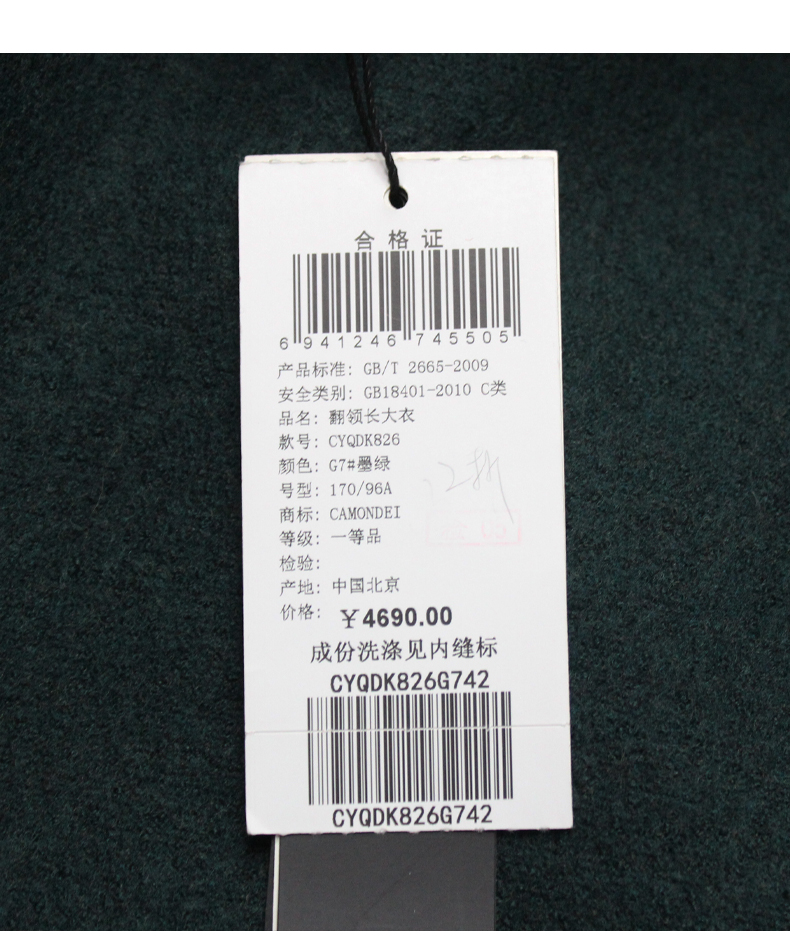 合格证
6 941246 745505
产品标准: GB/T 2665-2009
安全类别: GB18401-2010 C类
品名: 翻领长大衣
款号: CYQDK826
颜色: G7#墨绿
号型: 170/96A
商标: CAMONDEI
等级: 一等品
检验:
产地: 中国北京
价格: ￥4690.00
成份洗涤见内缝标
CYQDK826G742
CYQDK826G742